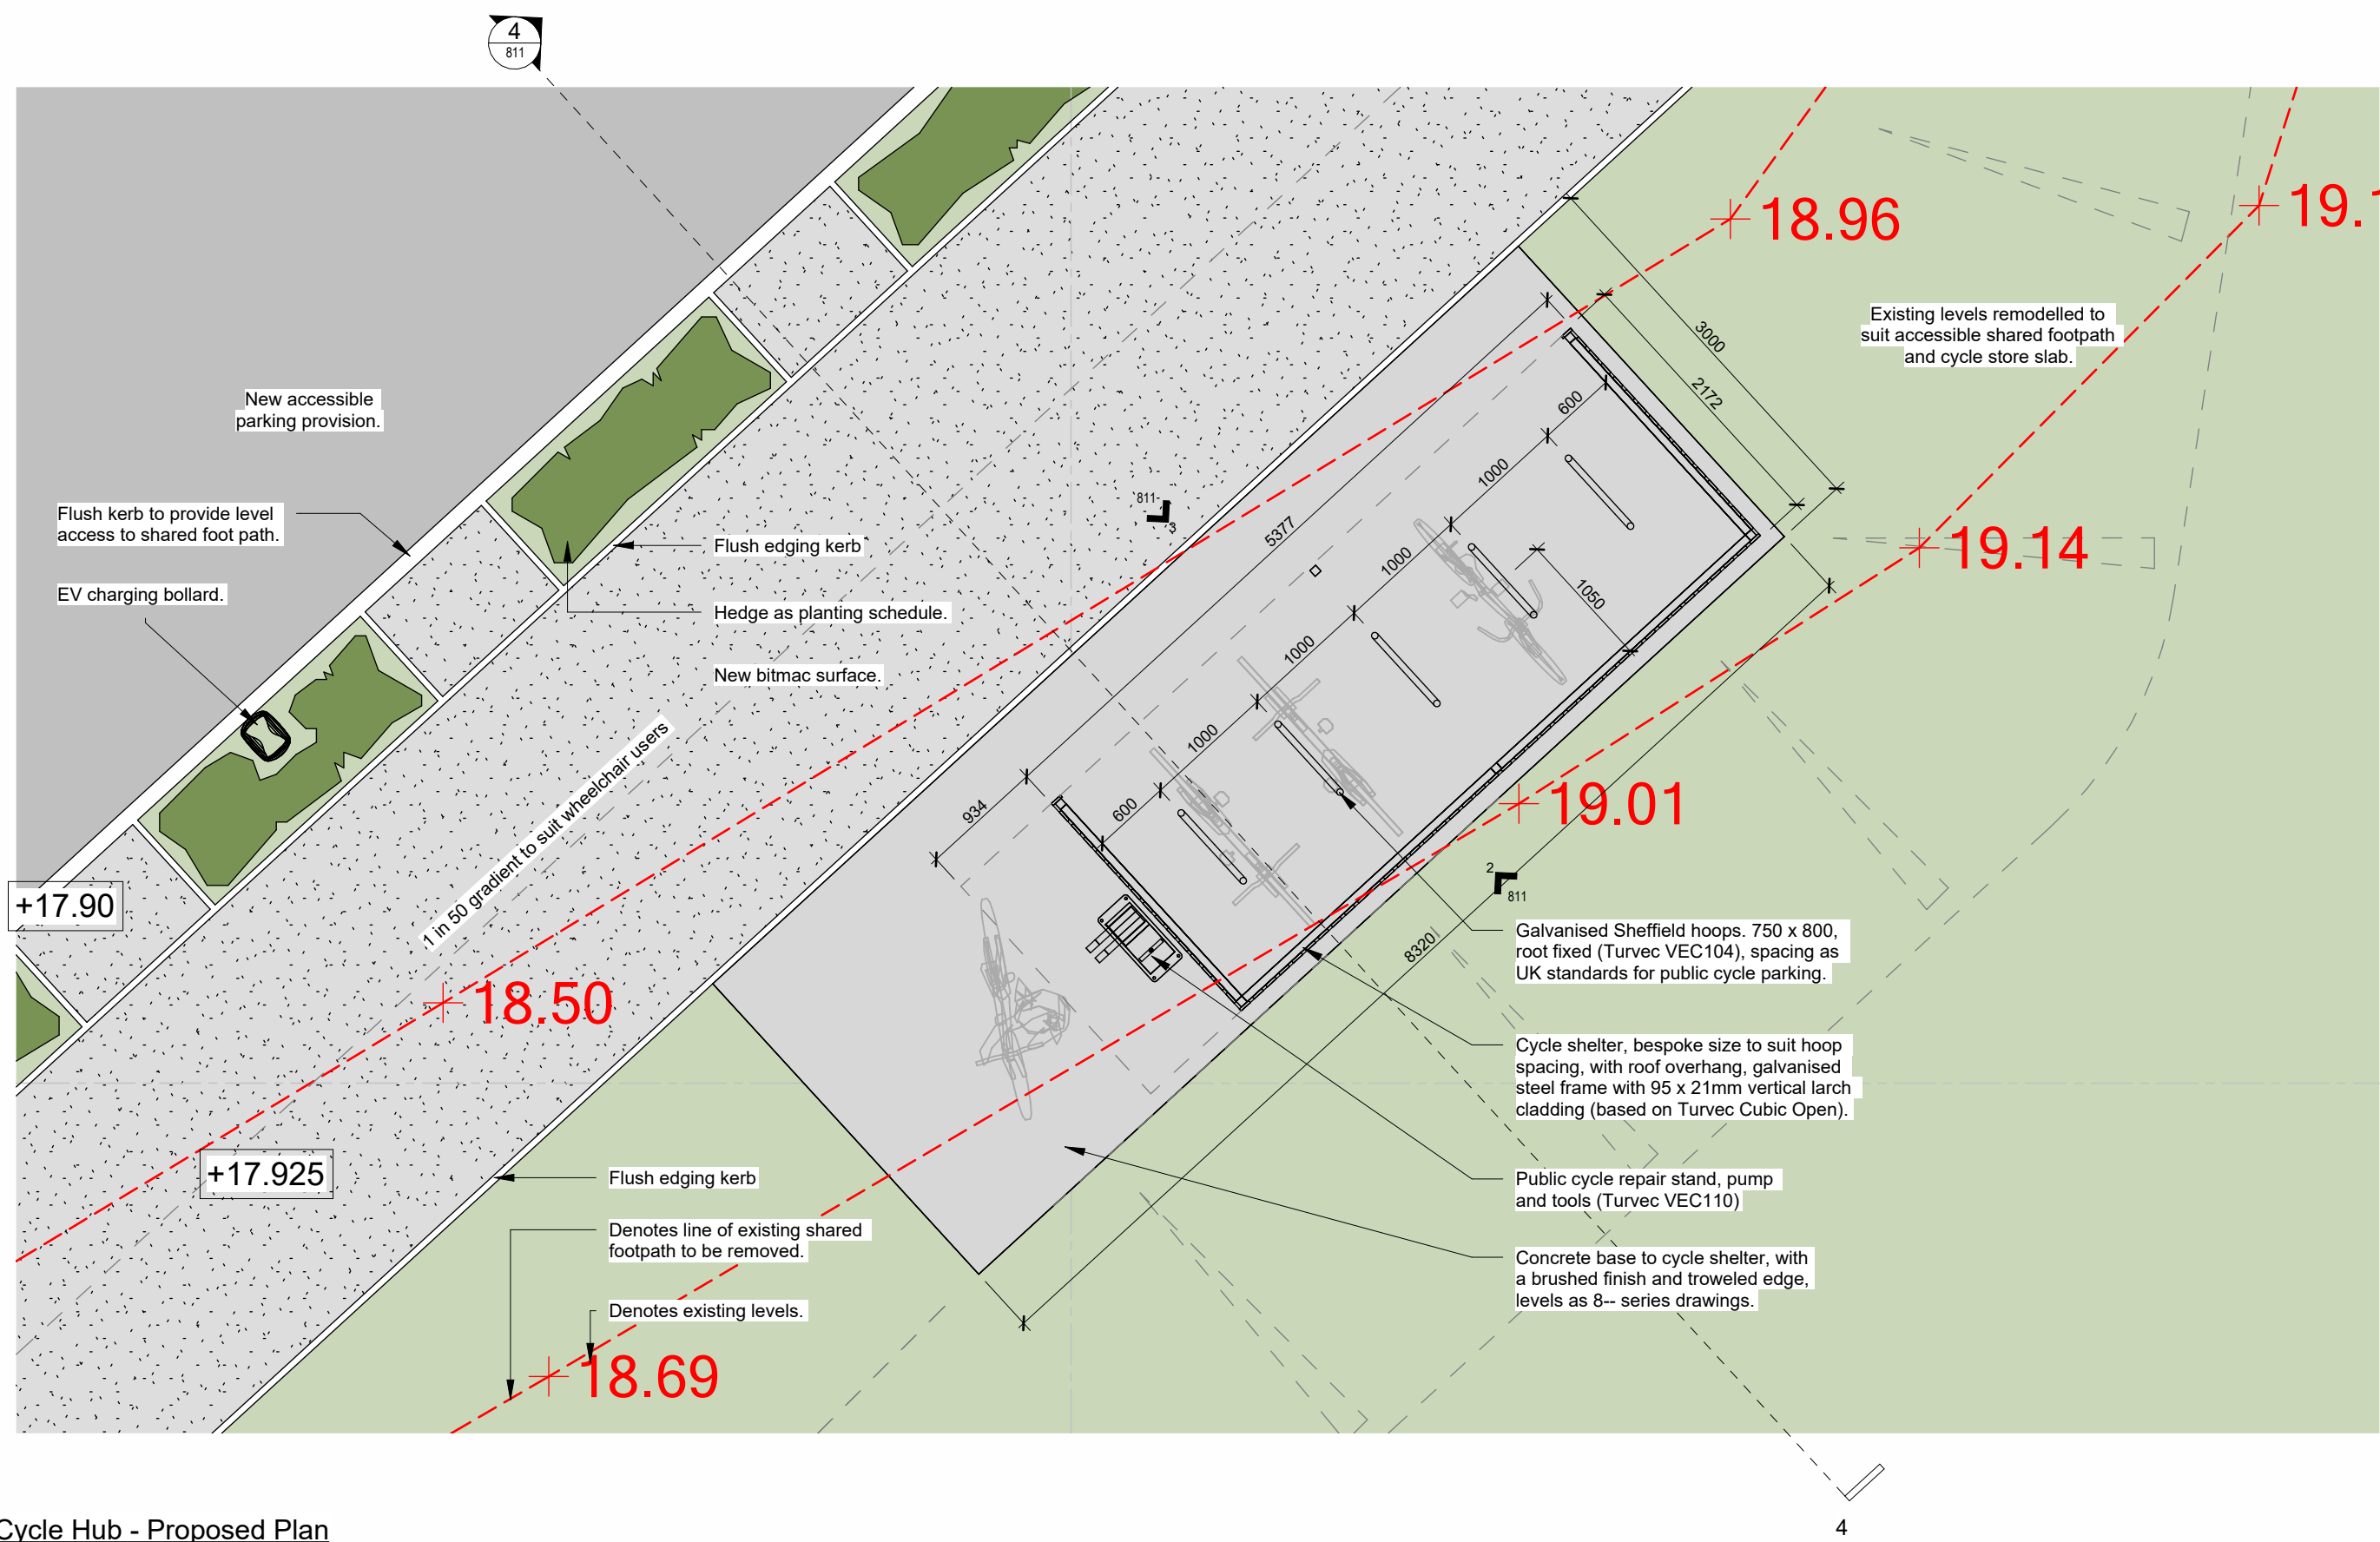 4
811
18.96
19.1
3000
2172
Existing levels remodelled to
suit accessible shared footpath
and cycle store slab.
New accessible
parking provision.
600
1000
5377
1000
1050
1000
1000
600
934
8320
811
3
Flush kerb to provide level
access to shared foot path.
Flush edging kerb
19.14
EV charging bollard.
Hedge as planting schedule.
New bitmac surface.
1 in 50 gradient to suit wheelchair users
19.01
2
811
+17.90
Galvanised Sheffield hoops. 750 x 800,
root fixed (Turvec VEC104), spacing as
UK standards for public cycle parking.
18.50
Cycle shelter, bespoke size to suit hoop
spacing, with roof overhang, galvanised
steel frame with 95 x 21mm vertical larch
cladding (based on Turvec Cubic Open).
+17.925
Flush edging kerb
Public cycle repair stand, pump
and tools (Turvec VEC110)
Denotes line of existing shared
footpath to be removed.
Concrete base to cycle shelter, with
a brushed finish and troweled edge,
levels as 8-- series drawings.
Denotes existing levels.
18.69
Cycle Hub - Proposed Plan
4